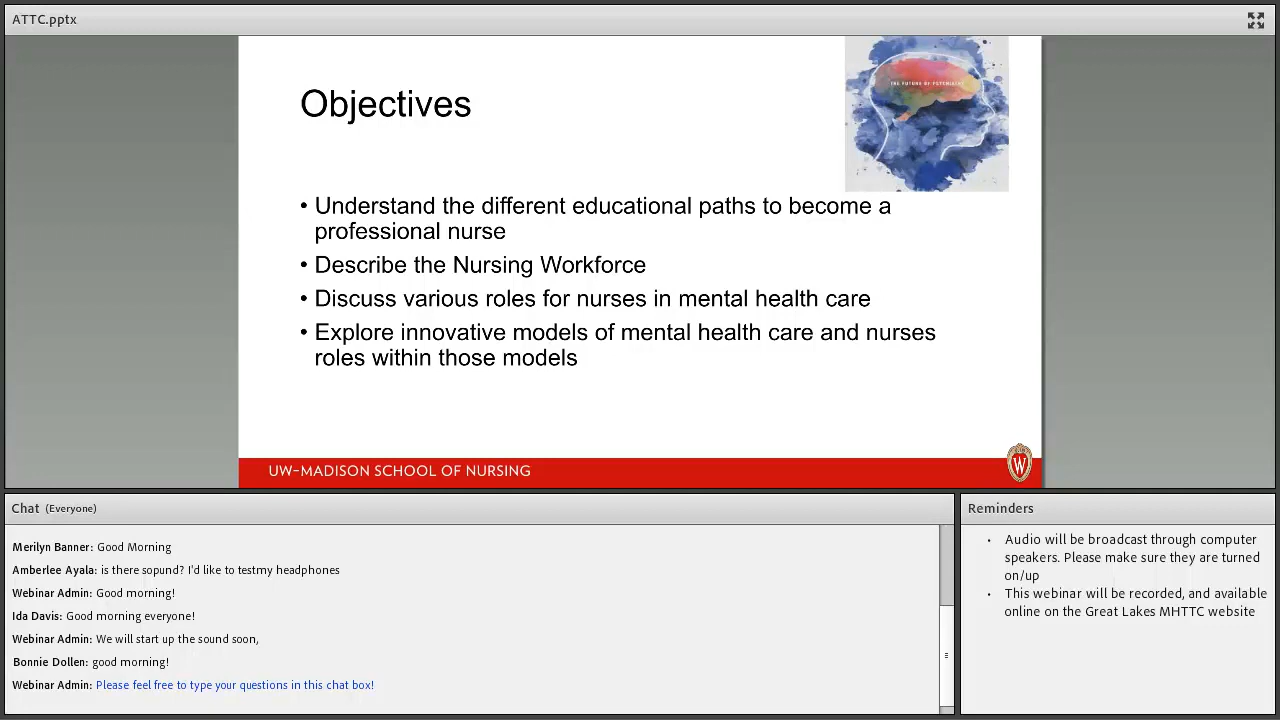 ATTC.pptx
THE FUTURE OF PSYCHIATRY
Objectives
• Understand the different educational paths to become a
professional nurse
• Describe the Nursing Workforce
• Discuss various roles for nurses in mental health care
• Explore innovative models of mental health care and nurses
roles within those models
UW-MADISON SCHOOL OF NURSING
W
Chat (Everyone)
Merilyn Banner: Good Morning
Amberlee Ayala: is there sopund? I'd like to testmy headphones
Webinar Admin: Good morning!
Ida Davis: Good morning everyone!
Webinar Admin: We will start up the sound soon,
Bonnie Dollen: good morning!
Webinar Admin: Please feel free to type your questions in this chat box!
Reminders
• Audio will be broadcast through computer
speakers. Please make sure they are turned
on/up
• This webinar will be recorded, and available
online on the Great Lakes MHTTC website